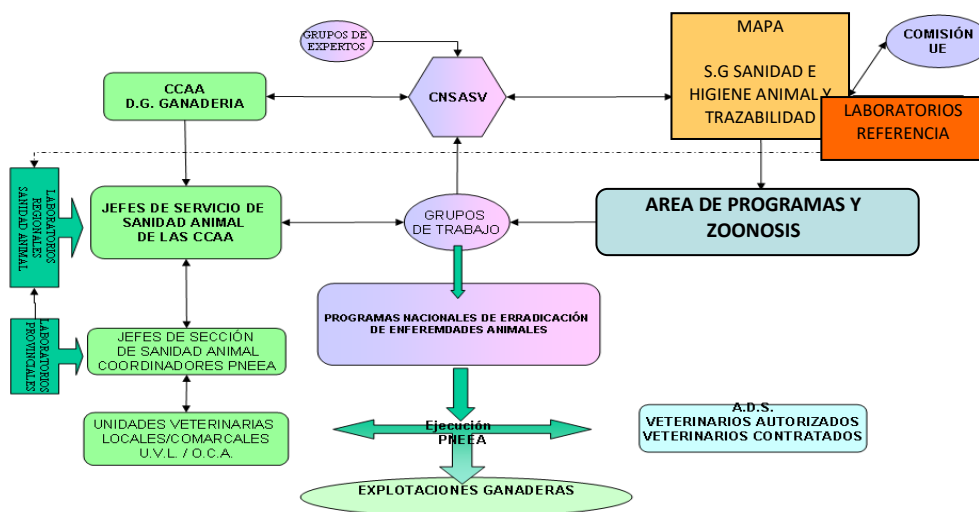 GRUPOS DE
EXPERTOS
MAPA
S.G SANIDAD E
HIGIENE ANIMAL Y
TRAZABILIDAD
COMISIÓN
UE
CCAA
D.G. GANADERIA
CNSASV
LABORATORIOS
REFERENCIA
LABORATORIOS
REGIONALES
SANIDAD ANIMAL
JEFES DE SERVICIO DE
SANIDAD ANIMAL
DE LAS CCAA
GRUPOS
DE TRABAJO
AREA DE PROGRAMAS Y
ZOONOSIS
PROGRAMAS NACIONALES DE ERRADICACIÓN
DE ENFEREMDADES ANIMALES
LABORATORIOS
PROVINCIALES
JEFES DE SECCIÓN
DE SANIDAD ANIMAL
COORDINADORES PNEEA
UNIDADES VETERINARIAS
LOCALES/COMARCALES
U.V.L. / O.C.A.
Ejecución
PNEEA
A.D.S.
VETERINARIOS AUTORIZADOS
VETERINARIOS CONTRATADOS
EXPLOTACIONES GANADERAS